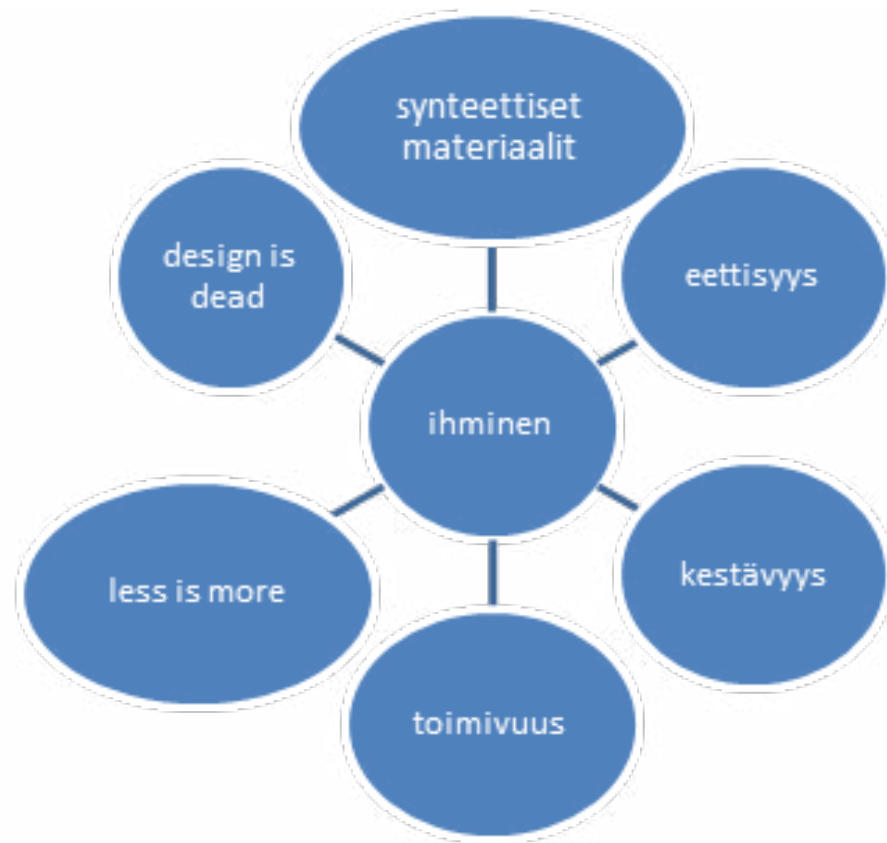 synteettiset
materiaalit
design is
dead
eettisyys
ihminen
less is more
kestävyys
toimivuus